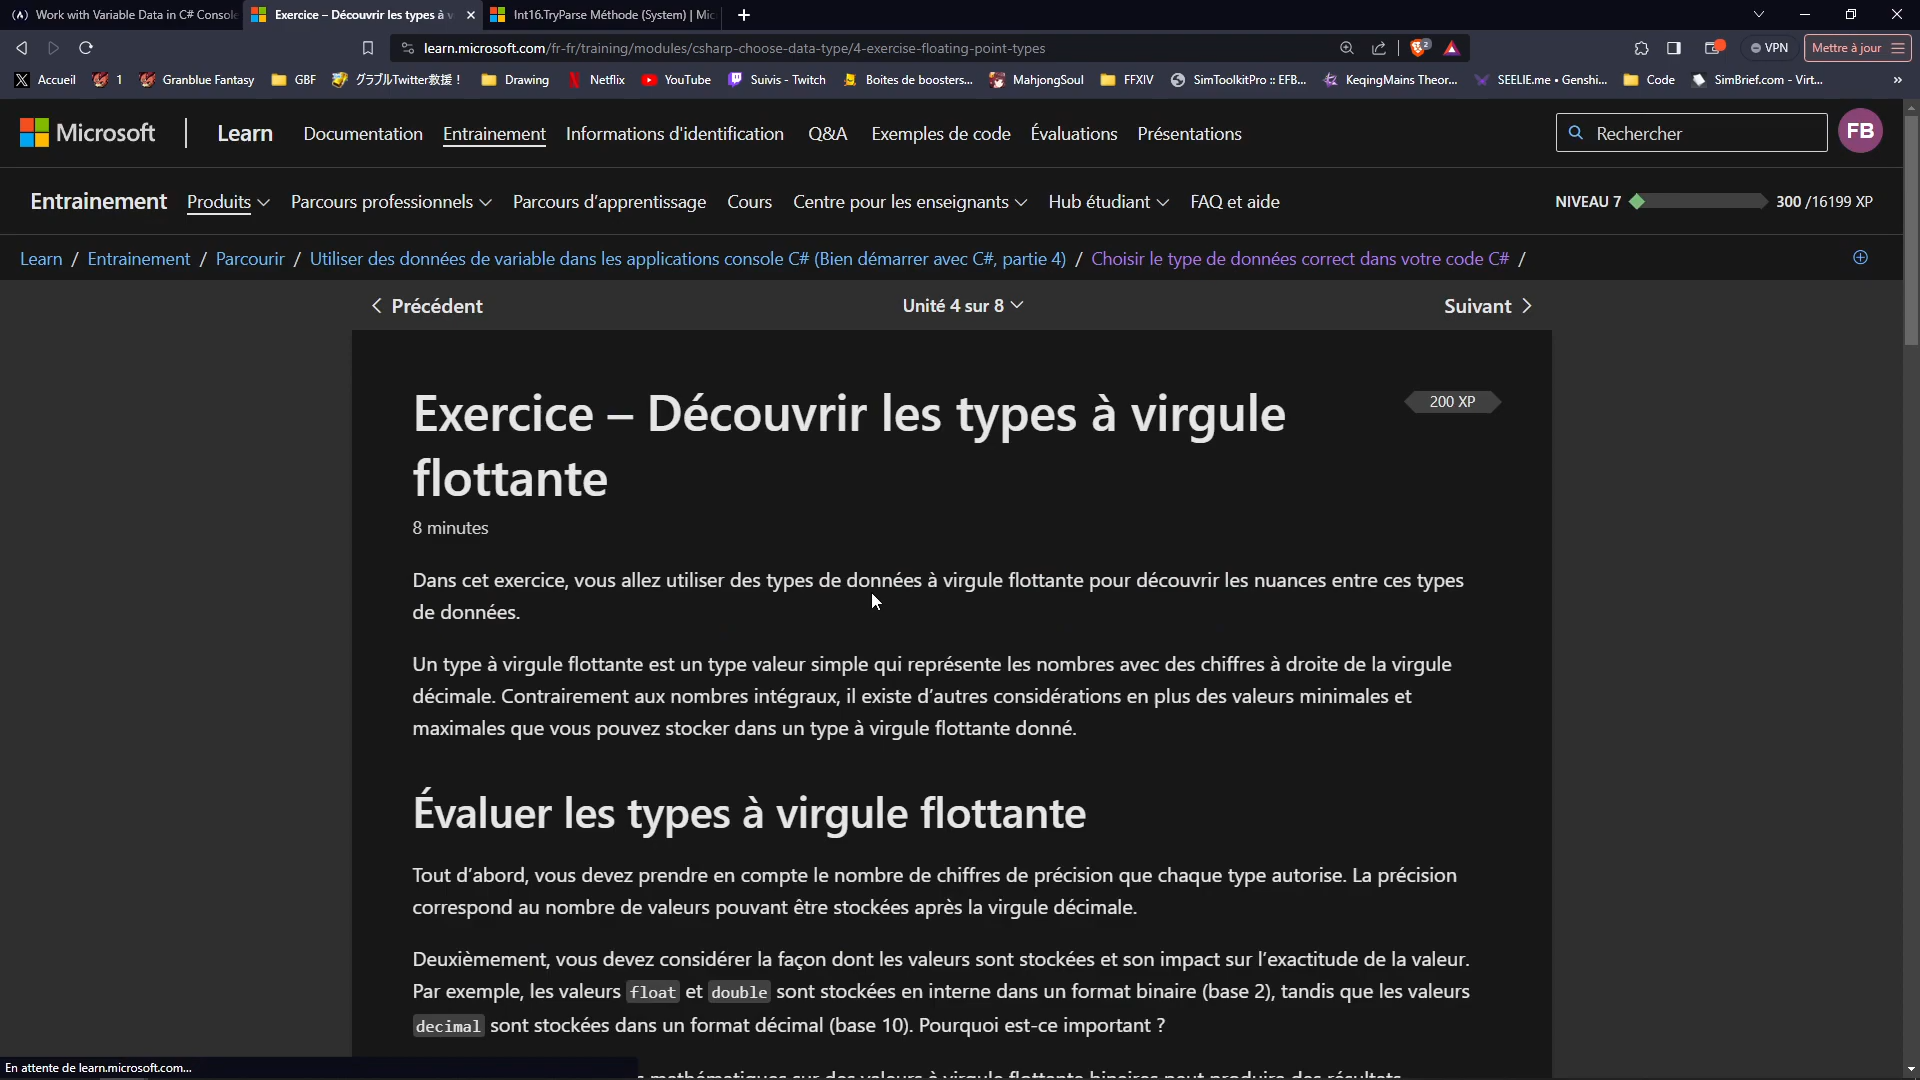 Work with Variable Data in C# Console
Exercice – Découvrir les types à v
Int16.TryParse Méthode (System) | Mic
learn.microsoft.com/fr-fr/training/modules/csharp-choose-data-type/4-exercise-floating-point-types
2
VPN
Mettre à jour
Accueil
1
Granblue Fantasy
GBF
グラブルTwitter救援！
Drawing
Netflix
YouTube
Suivis - Twitch
Boites de boosters...
MahjongSoul
FFXIV
SimToolkitPro :: EFB...
KeqingMains Theor...
SEELIE.me • Genshi...
Code
SimBrief.com - Virt...
»
Microsoft
Learn
Documentation
Entrainement
Informations d'identification
Q&A
Exemples de code
Évaluations
Présentations
Rechercher
FB
Entrainement
Produits
Parcours professionnels
Parcours d’apprentissage
Cours
Centre pour les enseignants
Hub étudiant
FAQ et aide
NIVEAU 7
300 /16199 XP
Learn / Entrainement / Parcourir / Utiliser des données de variable dans les applications console C# (Bien démarrer avec C#, partie 4) / Choisir le type de données correct dans votre code C# /
Précédent
Unité 4 sur 8
Suivant
Exercice – Découvrir les types à virgule
flottante
200 XP
8 minutes
Dans cet exercice, vous allez utiliser des types de données à virgule flottante pour découvrir les nuances entre ces types
de données.
Un type à virgule flottante est un type valeur simple qui représente les nombres avec des chiffres à droite de la virgule
décimale. Contrairement aux nombres intégraux, il existe d’autres considérations en plus des valeurs minimales et
maximales que vous pouvez stocker dans un type à virgule flottante donné.
Évaluer les types à virgule flottante
Tout d’abord, vous devez prendre en compte le nombre de chiffres de précision que chaque type autorise. La précision
correspond au nombre de valeurs pouvant être stockées après la virgule décimale.
Deuxièmement, vous devez considérer la façon dont les valeurs sont stockées et son impact sur l’exactitude de la valeur.
Par exemple, les valeurs float et double sont stockées en interne dans un format binaire (base 2), tandis que les valeurs
decimal sont stockées dans un format décimal (base 10). Pourquoi est-ce important ?
mathématiques sur des valeurs à virgule flottante binaires peut produire des résultats
En attente de learn.microsoft.com...